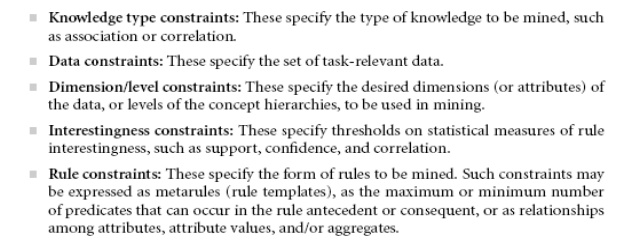 ■ Knowledge type constraints: These specify the type of knowledge to be mined, such
as association or correlation.
■ Data constraints: These specify the set of task-relevant data.
■ Dimension/level constraints: These specify the desired dimensions (or attributes) of
the data, or levels of the concept hierarchies, to be used in mining.
■ Interestingness constraints: These specify thresholds on statistical measures of rule
interestingness, such as support, confidence, and correlation.
■ Rule constraints: These specify the form of rules to be mined. Such constraints may
be expressed as metarules (rule templates), as the maximum or minimum number
of predicates that can occur in the rule antecedent or consequent, or as relationships
among attributes, attribute values, and/or aggregates.